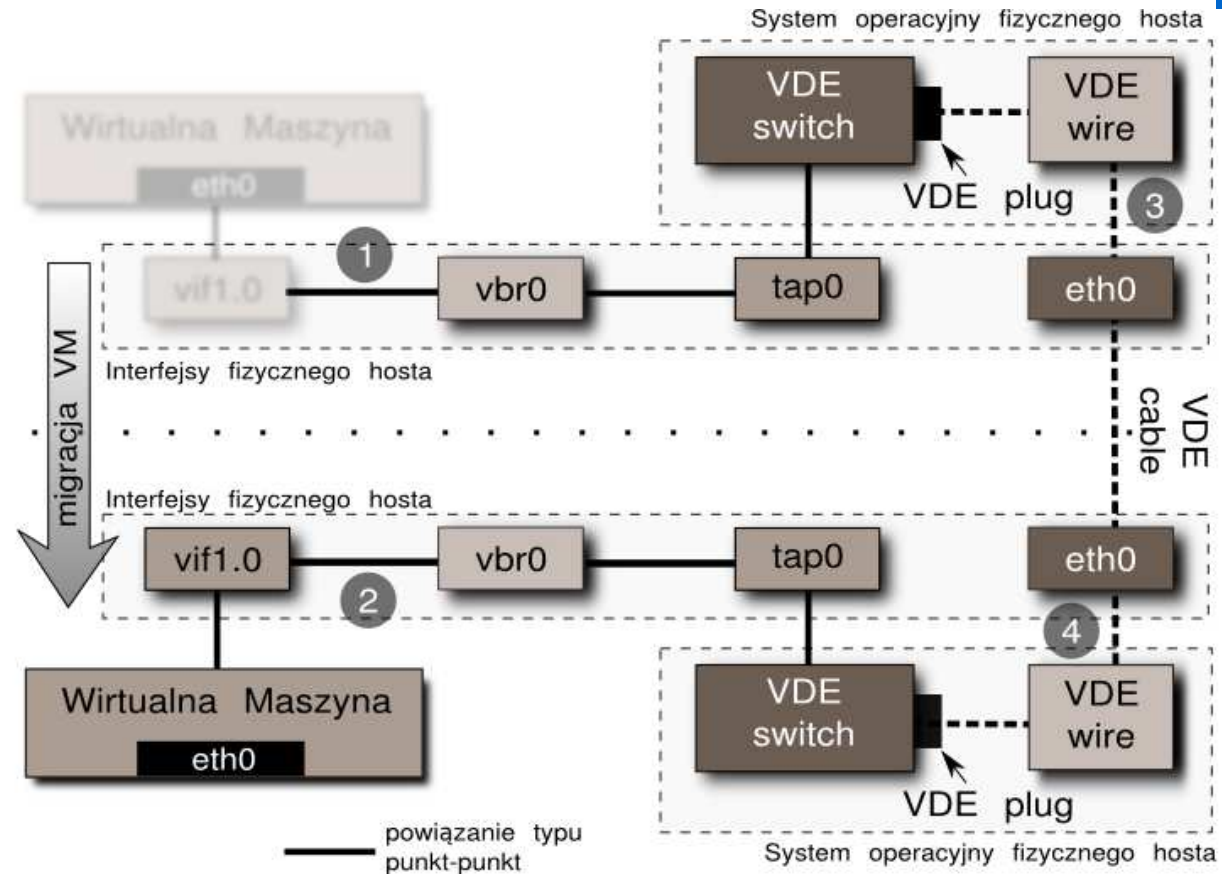 System operacyjny fizycznego hosta
VDE
switch
VDE
wire
VDE plug
3
Wirtualna Maszyna
eth0
1
vif1.0
vbr0
tap0
eth0
Interfejsy fizycznego hosta
migracja VM
VDE
cable
Interfejsy fizycznego hosta
vif1.0
vbr0
tap0
eth0
2
4
Wirtualna Maszyna
eth0
VDE
switch
VDE
wire
VDE plug
powiązanie typu
punkt-punkt
System operacyjny fizycznego hosta